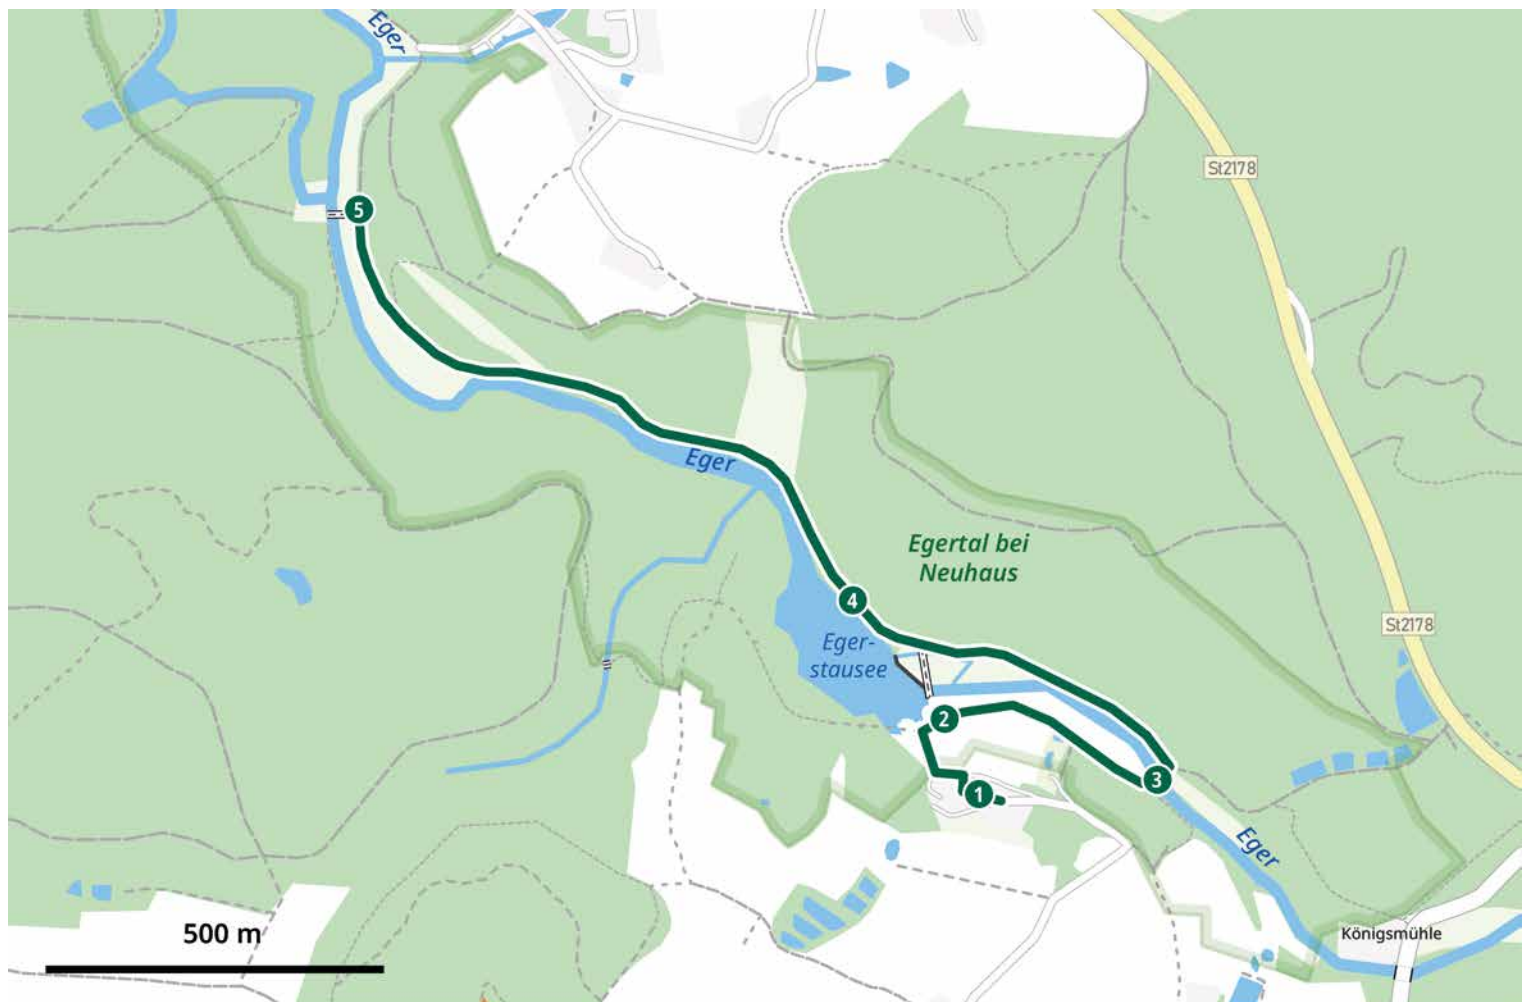 Eger
St2178
5
Eger
Egertal bei
Neuhaus
4
St2178
Eger-
stausee
2
3
1
Eger
500 m
Königsmühle